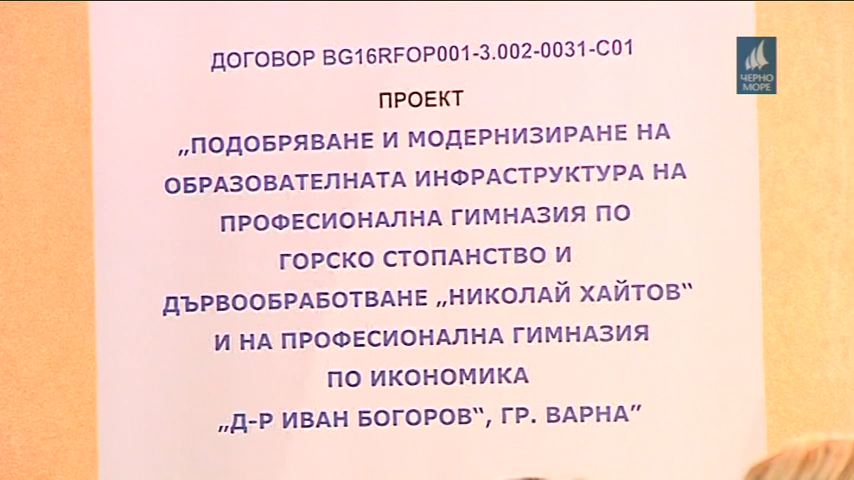 ДОГОВОР BG16RFOP001-3.002-0031-C01
ЧЕРНО
МОРЕ
ПРОЕКТ
„ПОДОБРЯВАНЕ И МОДЕРНИЗИРАНЕ НА
ОБРАЗОВАТЕЛНАТА ИНФРАСТРУКТУРА НА
ПРОФЕСИОНАЛНА ГИМНАЗИЯ ПО
ГОРСКО СТОПАНСТВО И
ДЪРВООБРАБОТВАНЕ „НИКОЛАЙ ХАЙТОВ“
И НА ПРОФЕСИОНАЛНА ГИМНАЗИЯ
ПО ИКОНОМИКА
„Д-Р ИВАН БОГОРОВ“, ГР. ВАРНА”